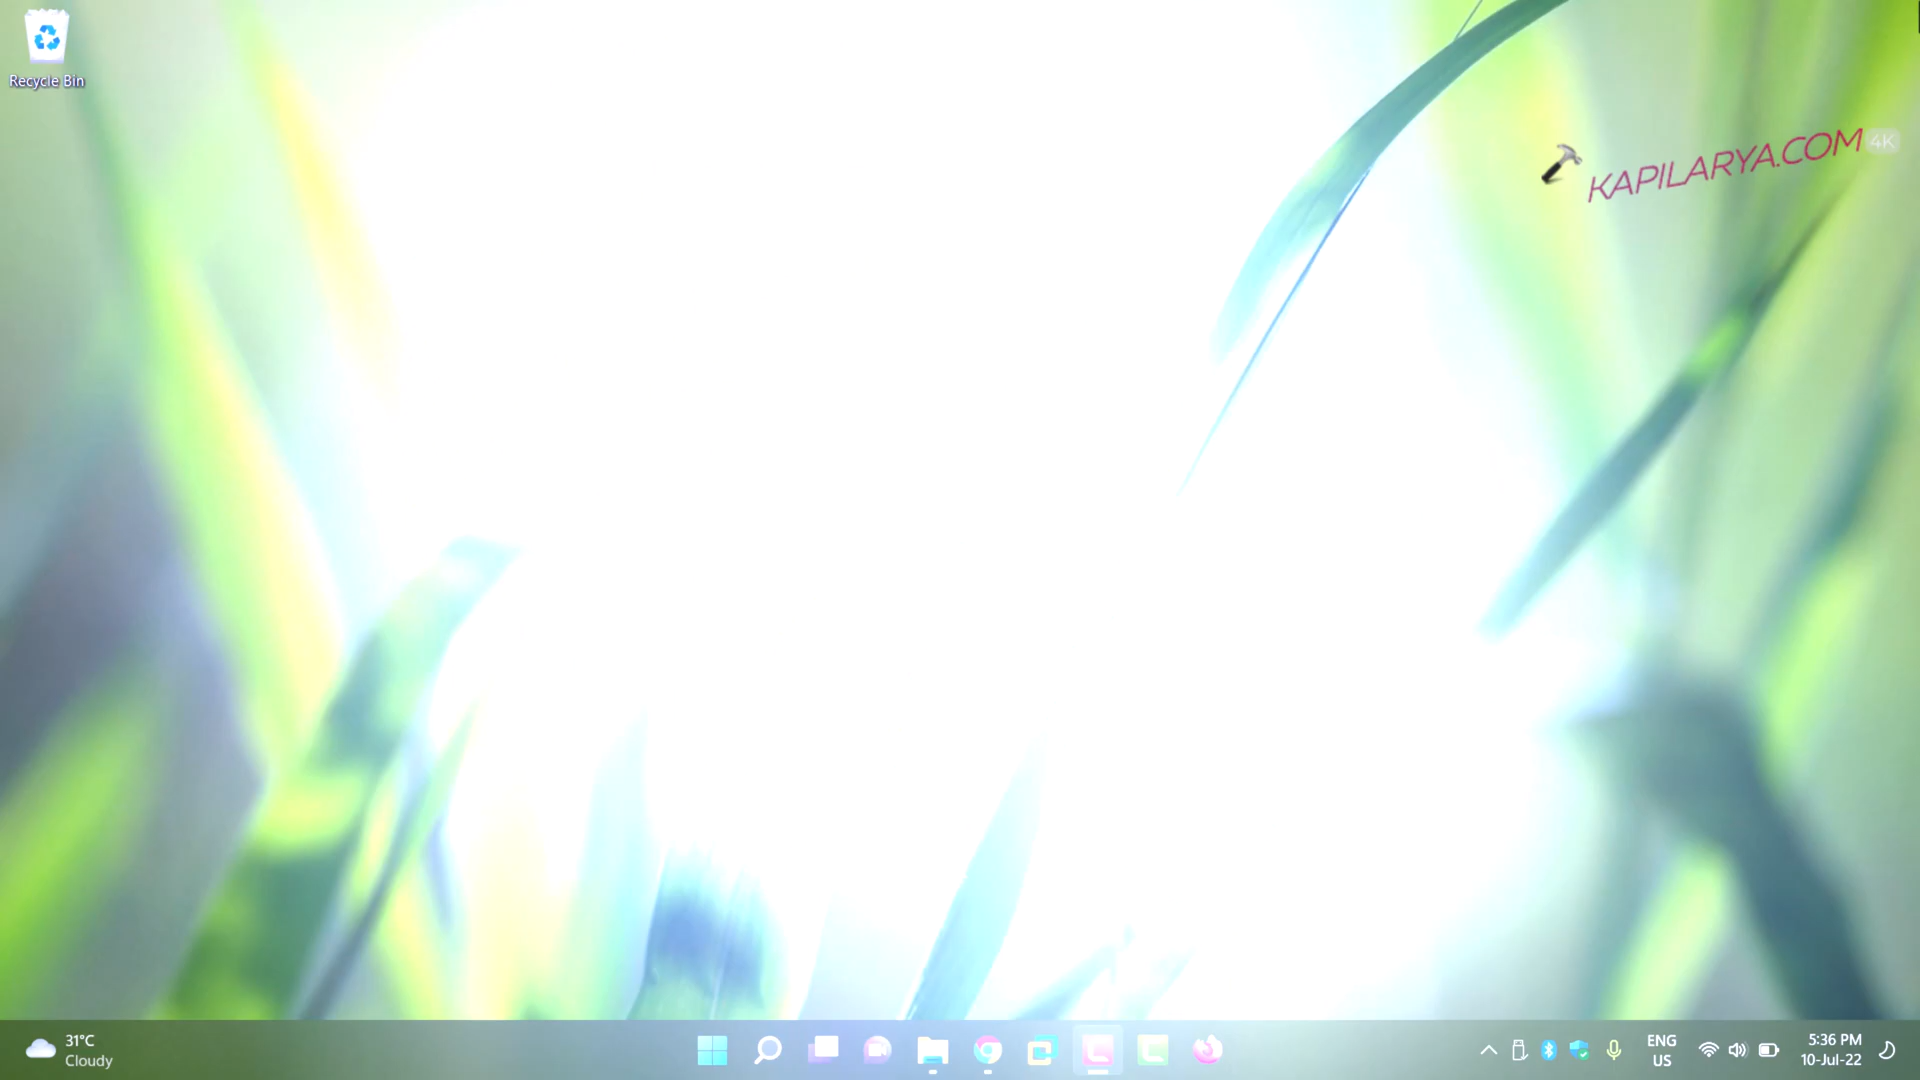 Recycle Bin
KAPILARYA.COM
4K
31°C
Cloudy
ENG
US
5:36 PM
10-Jul-22